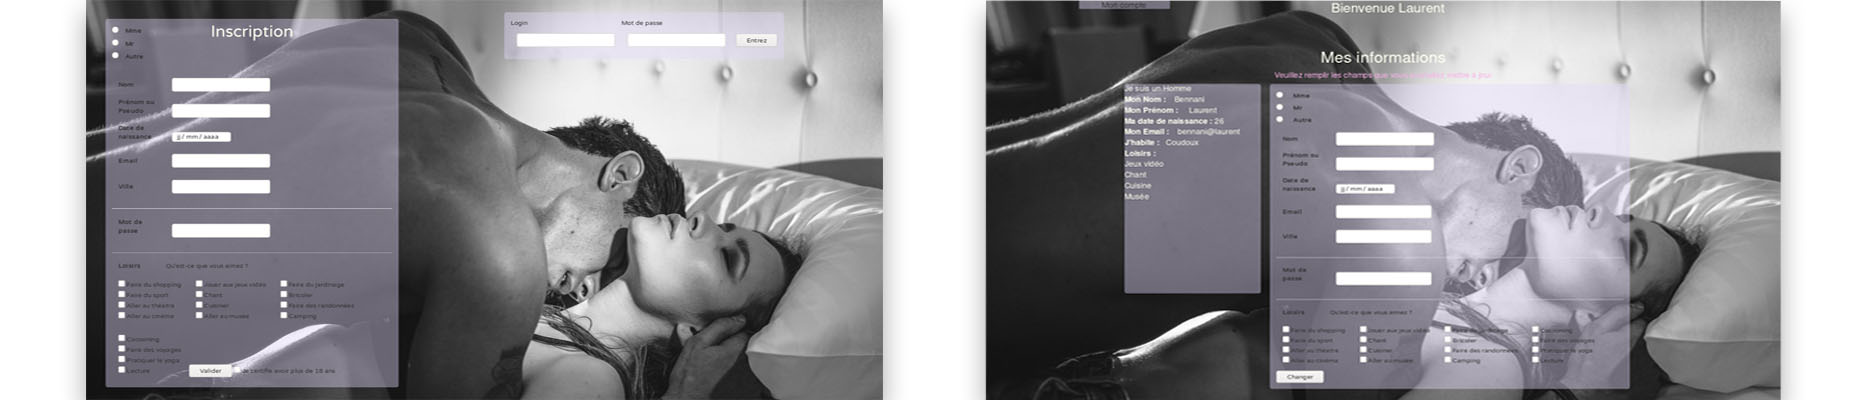 Inscription
Mme
Mr
Autre
Login Mot de passe
Entrez
Nom
Prénom ou
Pseudo
Date de
naissance
jj / mm / aaaa
Email
Ville
Mot de
passe
Loisirs Qu'est-ce que vous aimez ?
Faire du shopping Jouer aux jeux vidéo Faire du jardinage
Faire du sport Chant Bricoler
Aller au théatre Cuisiner Faire des randonnées
Aller au cinéma Aller au musée Camping
Cocooning
Faire des voyages
Pratiquer le yoga
Lecture
Valider Je certifie avoir plus de 18 ans
Mon compte
Bienvenue Laurent
Mes informations
Veuillez remplir les champs que vous souhaitez mettre à jour
Je suis un Homme
Mon Nom : Bennani
Mon Prénom : Laurent
Ma date de naissance : 26
Mon Email : bennani@laurent
J'habite : Coudoux
Loisirs :
Jeux vidéo
Chant
Cuisine
Musée
Mme
Mr
Autre
Nom
Prénom ou
Pseudo
Date de
naissance
jj / mm / aaaa
Email
Ville
Mot de
passe
Loisirs Qu'est-ce que vous aimez ?
Faire du shopping Jouer aux jeux vidéo Faire du jardinage Cocooning
Faire du sport Chant Bricoler Faire des voyages
Aller au théatre Cuisiner Faire des randonnées Pratiquer le yoga
Aller au cinéma Aller au musée Camping Lecture
Changer